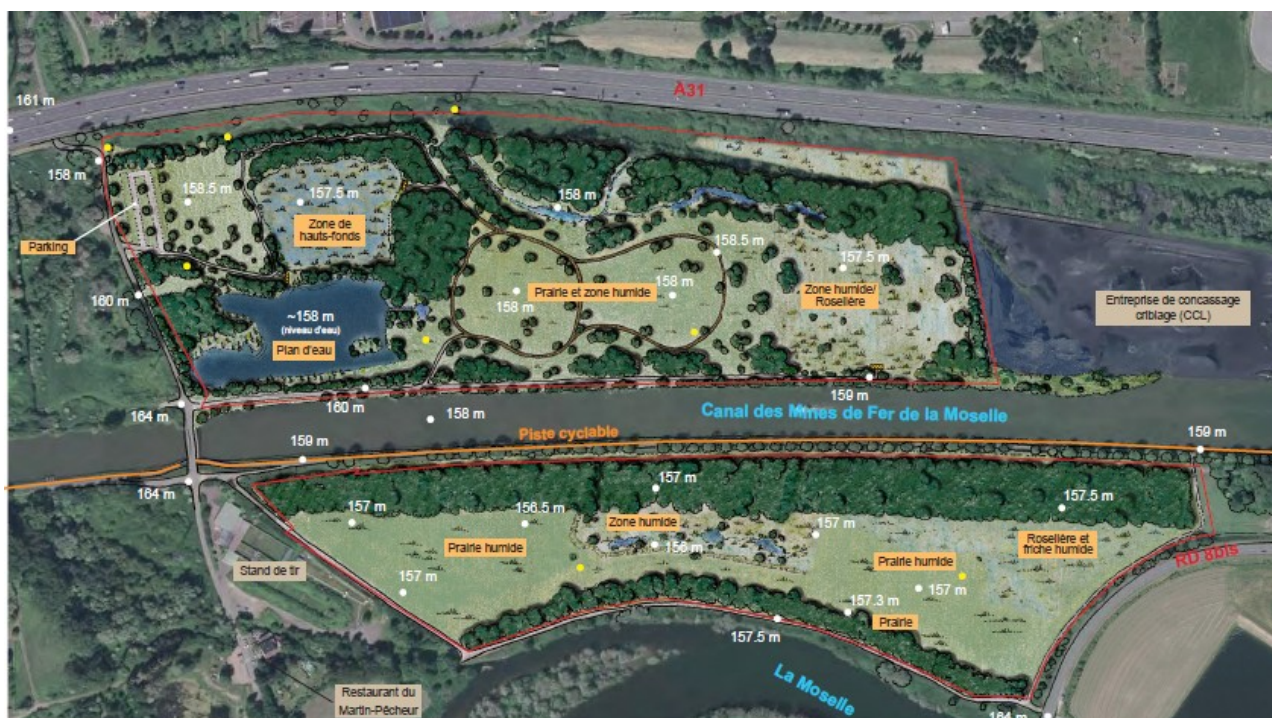 A31
161 m
158 m
158.5 m
157.5 m
Zone de
hauts-fonds
158 m
Parking
158.5 m
157.5 m
160 m
Prairie et zone humide
158 m
158 m
Zone humide/
Roselière
Entreprise de concassage
criblage (CCL)
~158 m
(niveau d'eau)
Plan d'eau
160 m
159 m
164 m
158 m
Canal des Mines de Fer de la Moselle
Piste cyclable
159 m
159 m
164 m
157 m
157 m
156.5 m
Zone humide
157 m
157.5 m
Prairie humide
156 m
Roselière et
friche humide
Prairie humide
RD 8bis
Stand de tir
157 m
157 m
157.3 m
Prairie
157.5 m
La Moselle
Restaurant du
Martin-Pêcheur
164 m